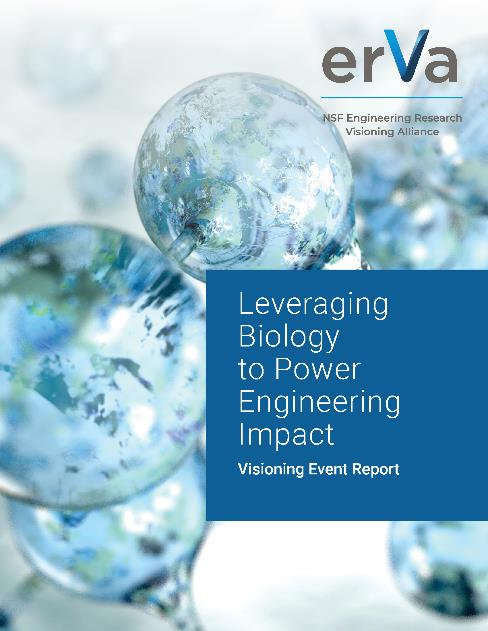 erVa
NSF Engineering Research
Visioning Alliance
Leveraging
Biology
to Power
Engineering
Impact
Visioning Event Report